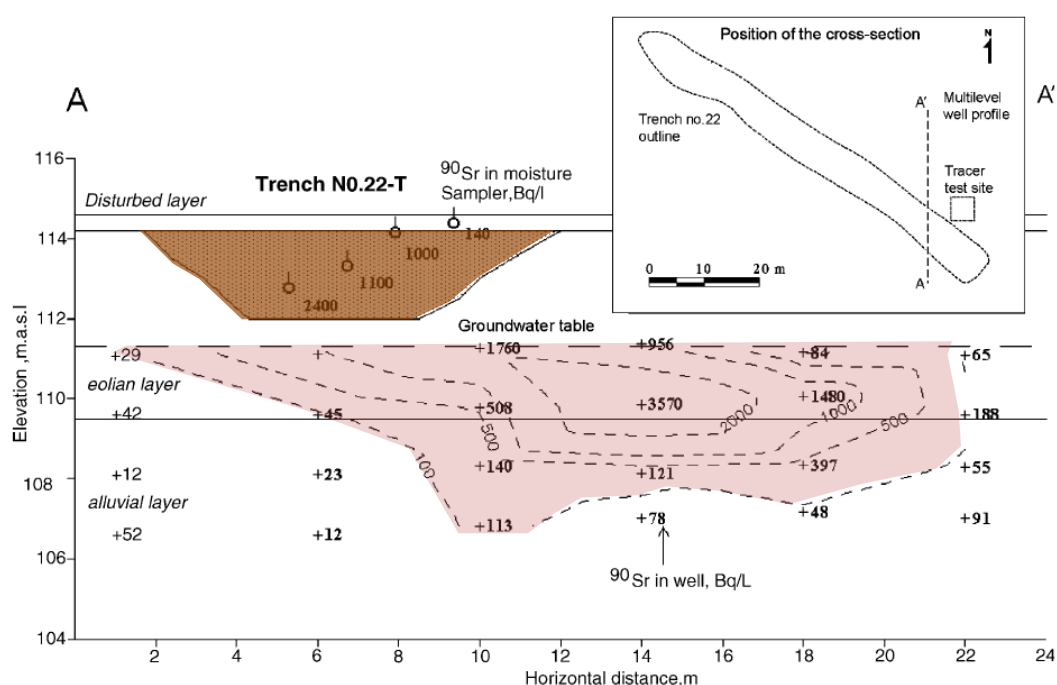 Position of the cross-section
N
A
A'
A'
Multilevel
well profile
Trench no.22
outline
Tracer
test site
0 10 20 m
A
116
90Sr in moisture
Sampler,Bq/l
Trench N0.22-T
Disturbed layer
140
114
1000
1100
2400
112
Groundwater table
+29
+
+1760
+956
+84
+65
eolian layer
110
+42
+45
+508
+3570
+1480
+188
2000
1000
500
500
100
+12
+23
+140
+121
+397
+55
108
alluvial layer
+52
+12
+113
+78
+48
+91
106
90Sr in well, Bq/L
104
2 4 6 8 10 12 14 16 18 20 22 24
Horizontal distance.m
Elevation ,m.a.s.l